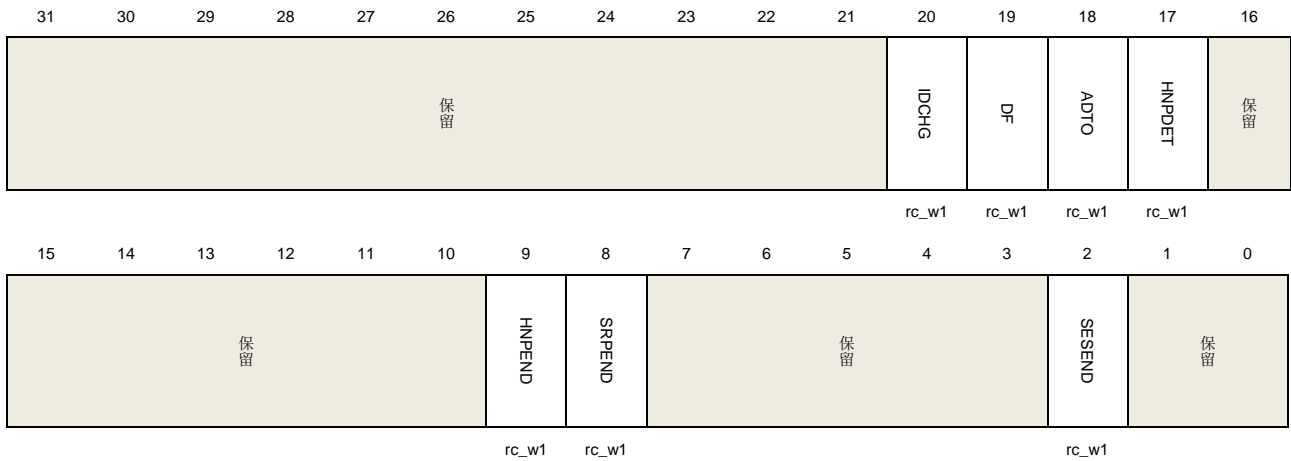 31 30 29 28 27 26 25 24 23 22 21 20 19 18 17 16
保留 IDCHG DF ADTO HNPDET 保留
rc_w1 rc_w1 rc_w1 rc_w1
15 14 13 12 11 10 9 8 7 6 5 4 3 2 1 0
保留 HNPEND SRPEND 保留 SESEND 保留
rc_w1 rc_w1 rc_w1